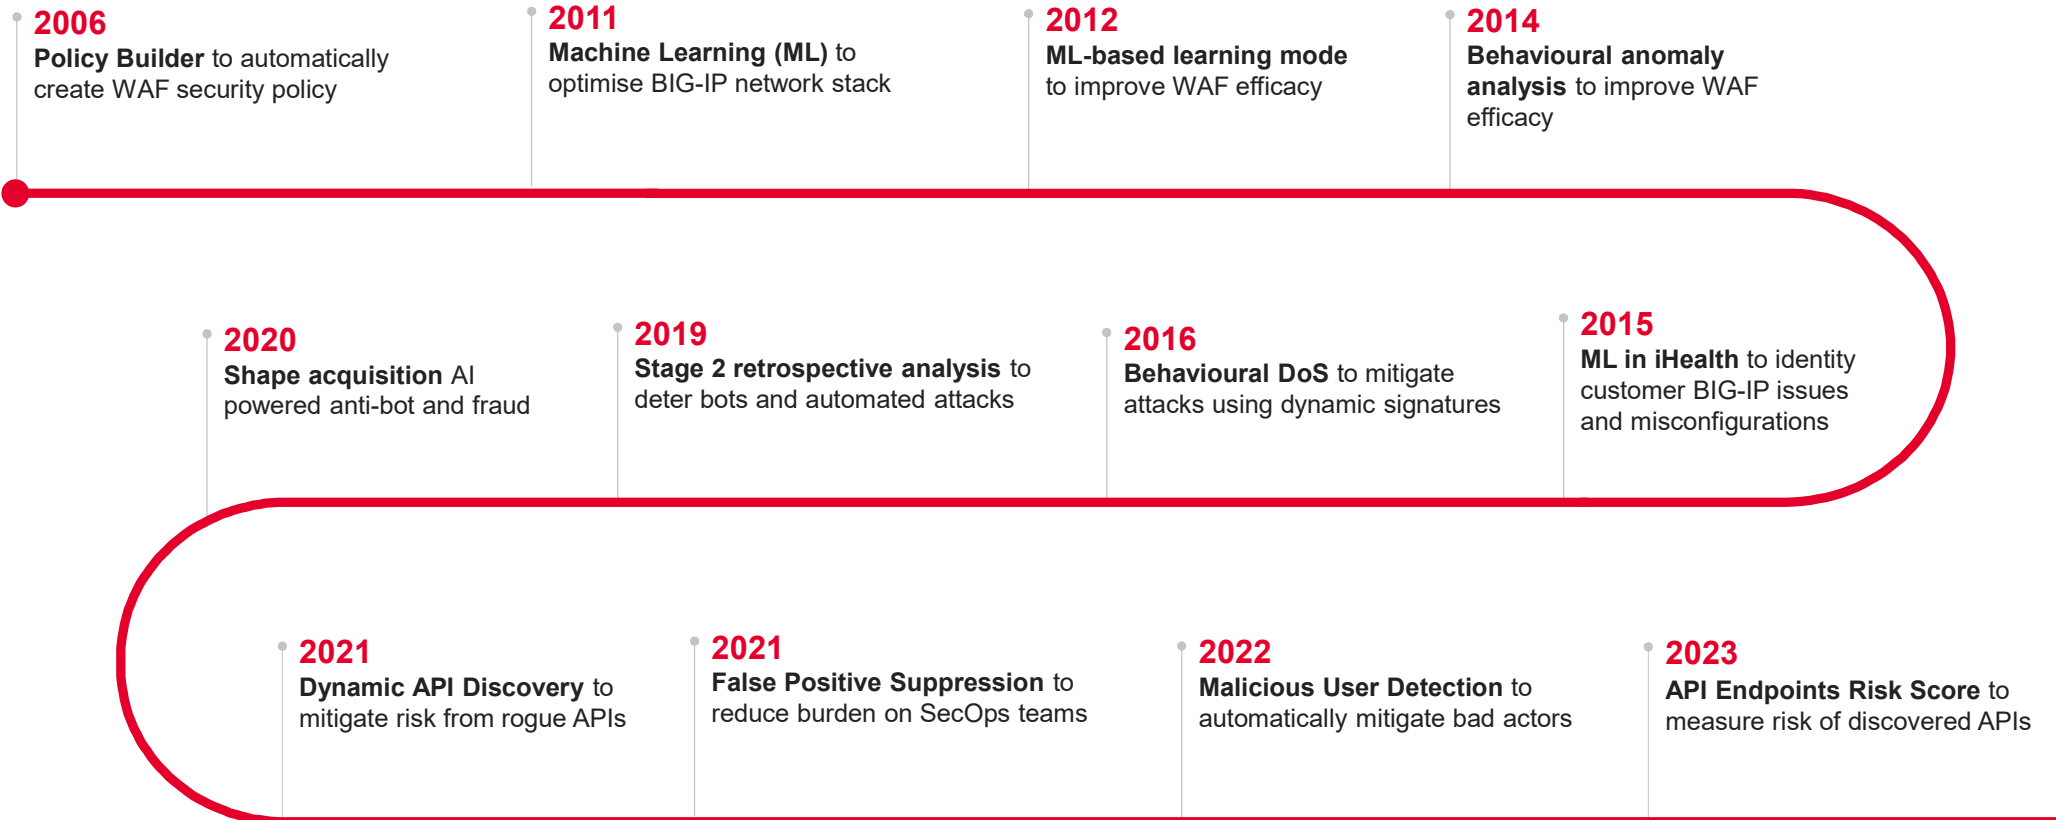 2006
Policy Builder to automatically
create WAF security policy
2011
Machine Learning (ML) to
optimise BIG-IP network stack
2012
ML-based learning mode
to improve WAF efficacy
2014
Behavioural anomaly
analysis to improve WAF
efficacy
2015
ML in iHealth to identity
customer BIG-IP issues
and misconfigurations
2016
Behavioural DoS to mitigate
attacks using dynamic signatures
2019
Stage 2 retrospective analysis to
deter bots and automated attacks
2020
Shape acquisition AI
powered anti-bot and fraud
2021
Dynamic API Discovery to
mitigate risk from rogue APIs
2021
False Positive Suppression to
reduce burden on SecOps teams
2022
Malicious User Detection to
automatically mitigate bad actors
2023
API Endpoints Risk Score to
measure risk of discovered APIs